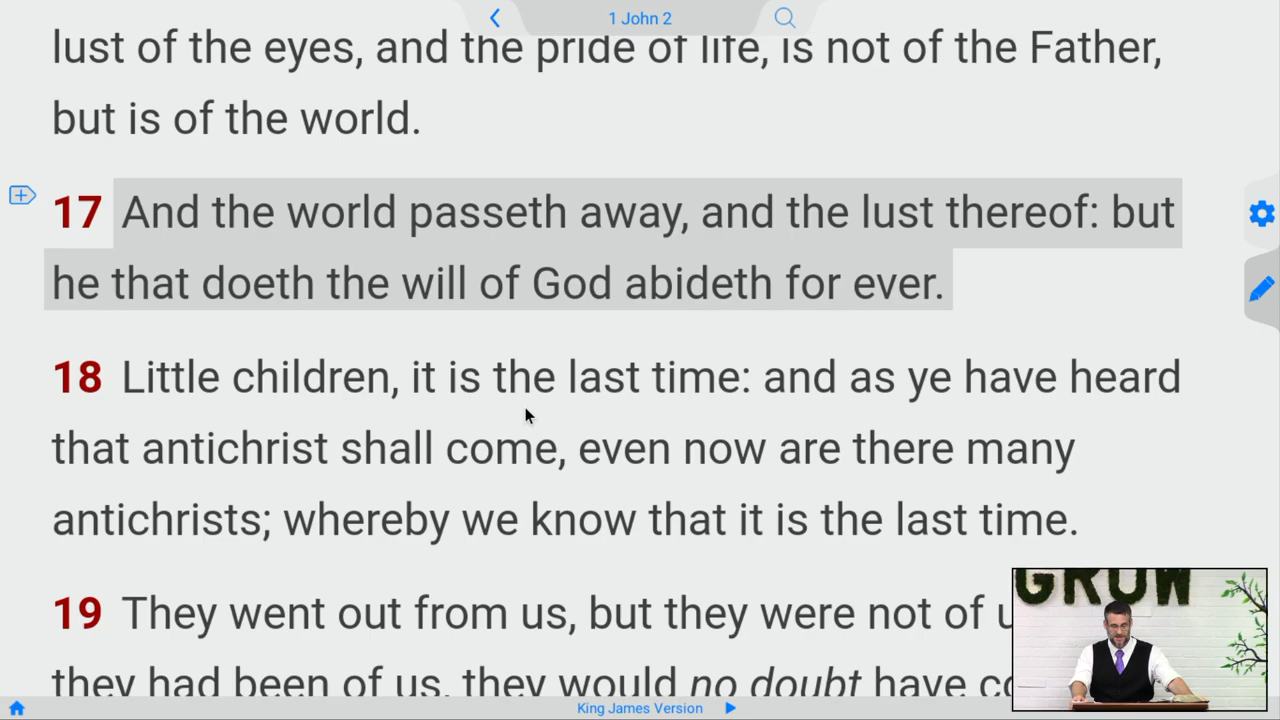 1 John 2
lust of the eyes, and the pride of life, is not of the Father,
but is of the world.
17 And the world passeth away, and the lust thereof: but
he that doeth the will of God abideth for ever.
18 Little children, it is the last time: and as ye have heard
that antichrist shall come, even now are there many
antichrists; whereby we know that it is the last time.
19 They went out from us, but they were not of
they had been of us, they would no doubt have
GROW
King James Version